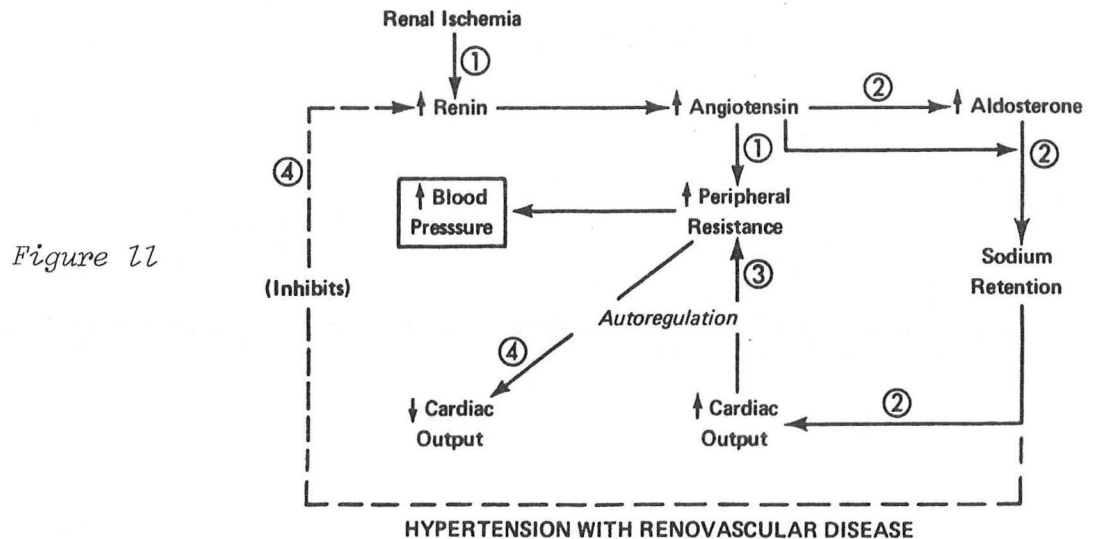 Renal Ischemia
①
↑ Renin
↑ Angiotensin
②
↑ Aldosterone
①
②
④
↑ Blood
Presssure
↑ Peripheral
Resistance
Figure 11
(Inhibits)
③
Sodium
Retention
Autoregulation
④
↓ Cardiac
Output
↑ Cardiac
Output
②
HYPERTENSION WITH RENOVASCULAR DISEASE